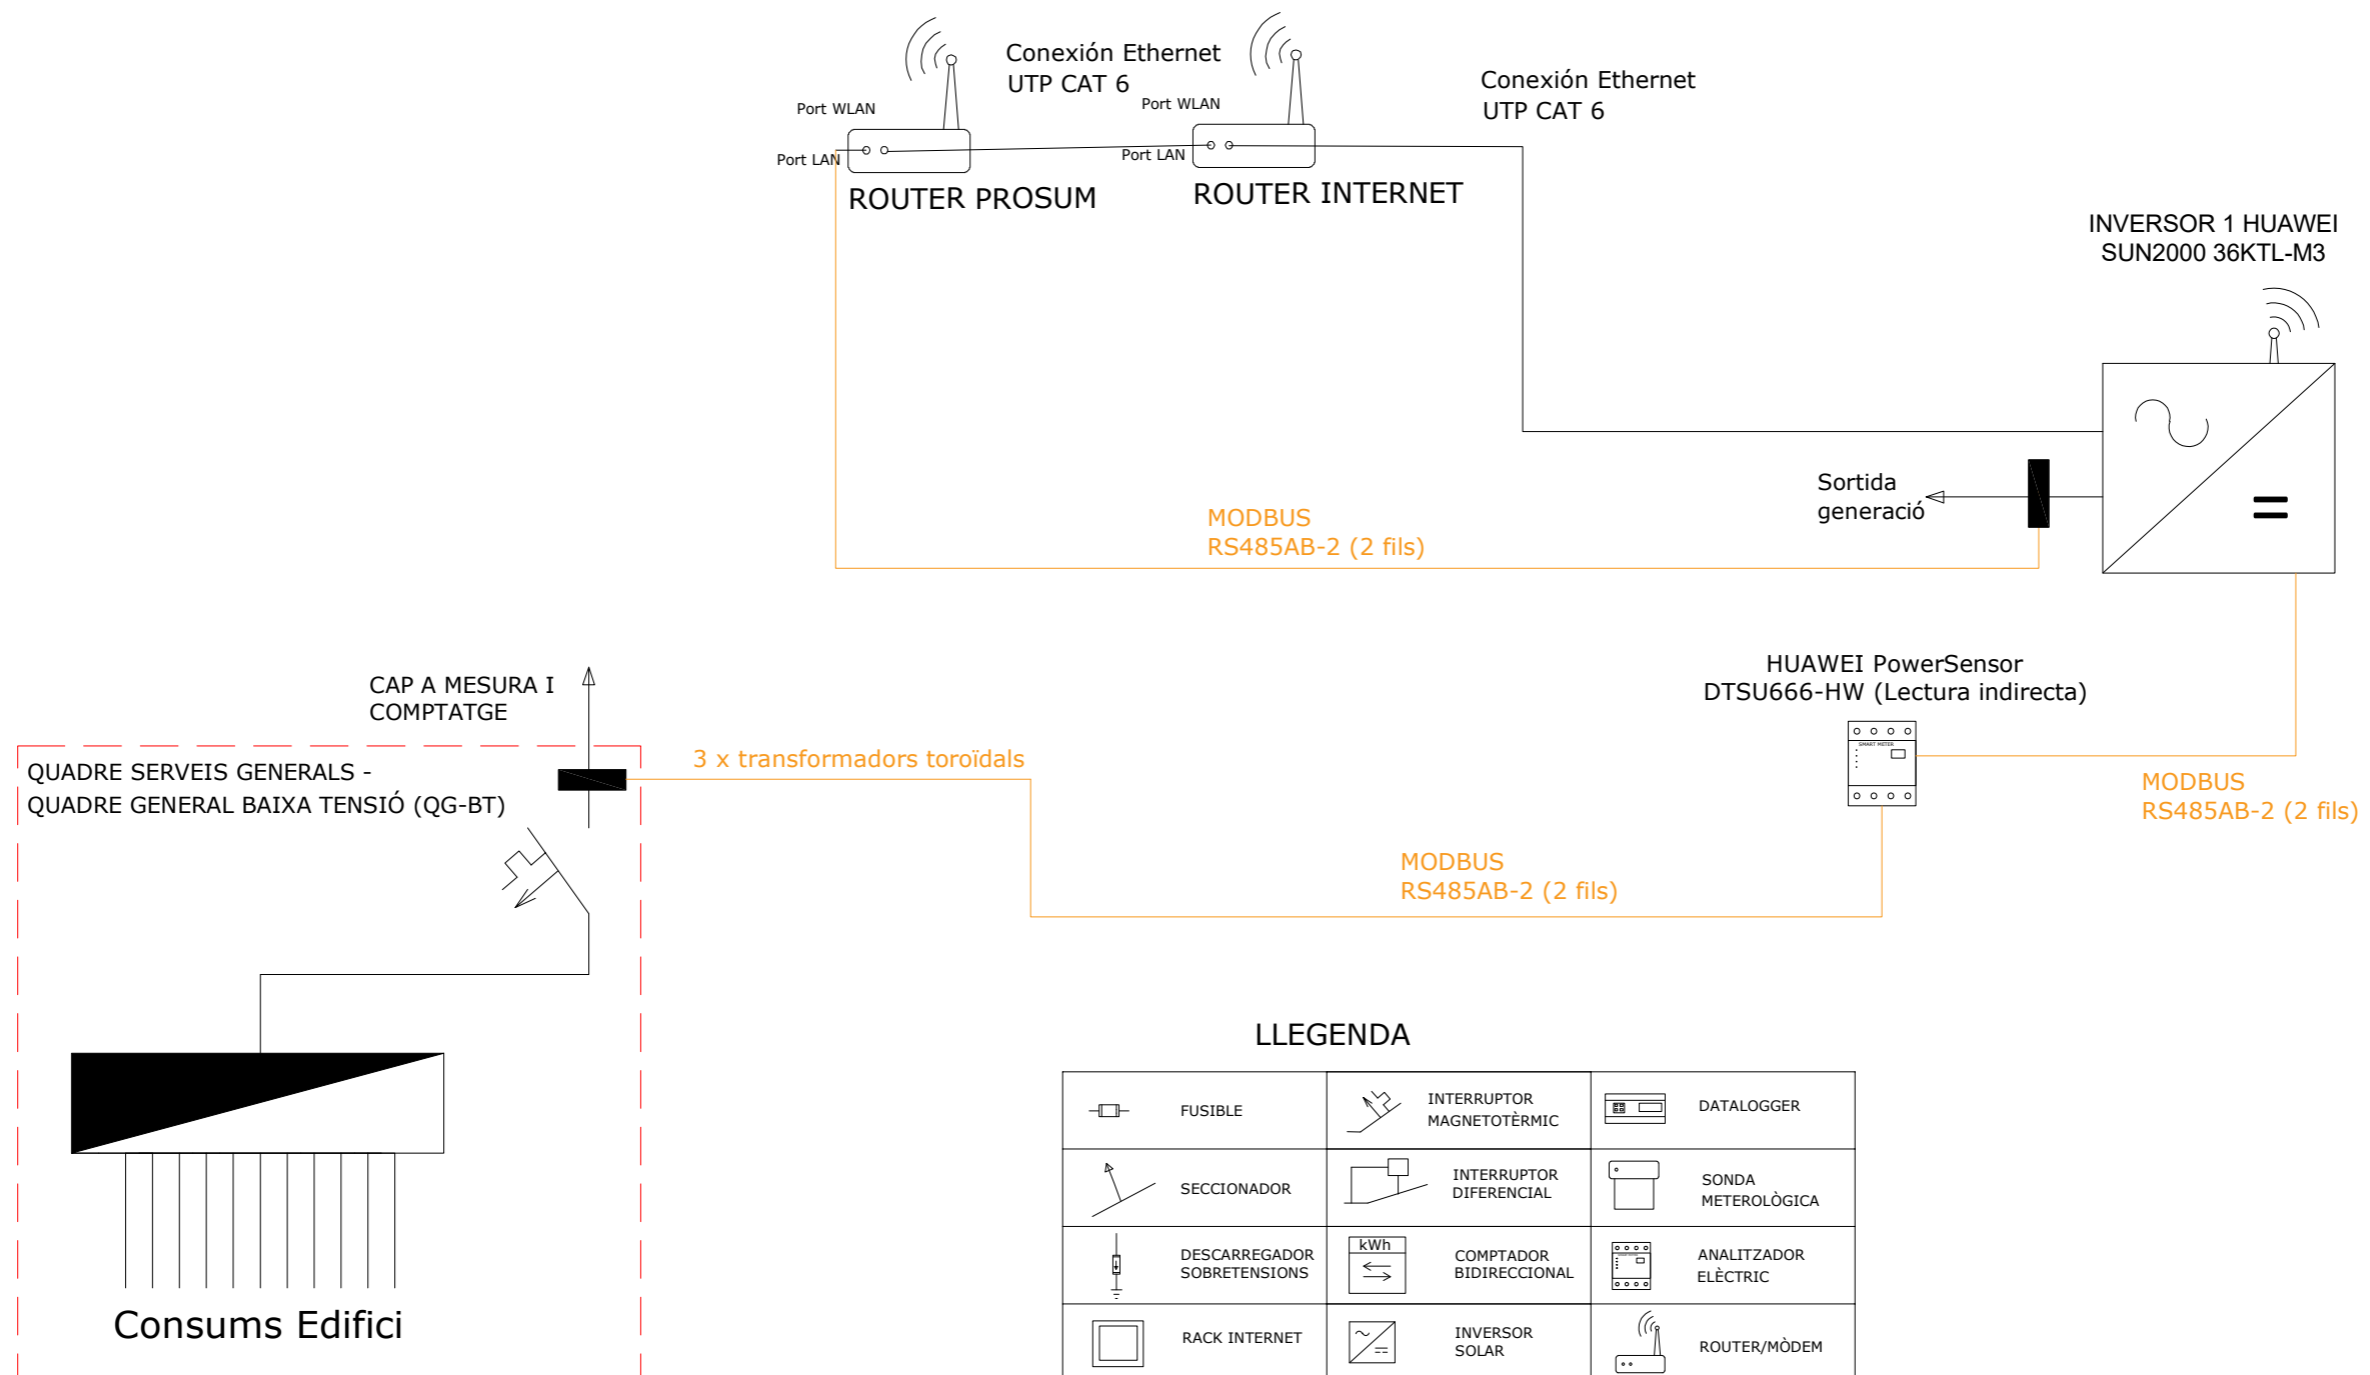 Conexión Ethernet
UTP CAT 6
Port WLAN
Port LAN
ROUTER PROSUM
Port WLAN
Port LAN
ROUTER INTERNET
Conexión Ethernet
UTP CAT 6
INVERSOR 1 HUAWEI
SUN2000 36KTL-M3
Sortida
generació
MODBUS
RS485AB-2 (2 fils)
HUAWEI PowerSensor
DTSU666-HW (Lectura indirecta)
SMART METER
MODBUS
RS485AB-2 (2 fils)
CAP A MESURA I
COMPTATGE
3 x transformadors toroïdals
QUADRE SERVEIS GENERALS -
QUADRE GENERAL BAIXA TENSIÓ (QG-BT)
MODBUS
RS485AB-2 (2 fils)
Consums Edifici
LLEGENDA
FUSIBLE
INTERRUPTOR
MAGNETOTÈRMIC
DATALOGGER
SECCIONADOR
INTERRUPTOR
DIFERENCIAL
SONDA
METEROLÒGICA
DESCARREGADOR
SOBRETENSIONS
kWh
COMPTADOR
BIDIRECCIONAL
ANALITZADOR
ELÈCTRIC
RACK INTERNET
INVERSOR
SOLAR
ROUTER/MÒDEM